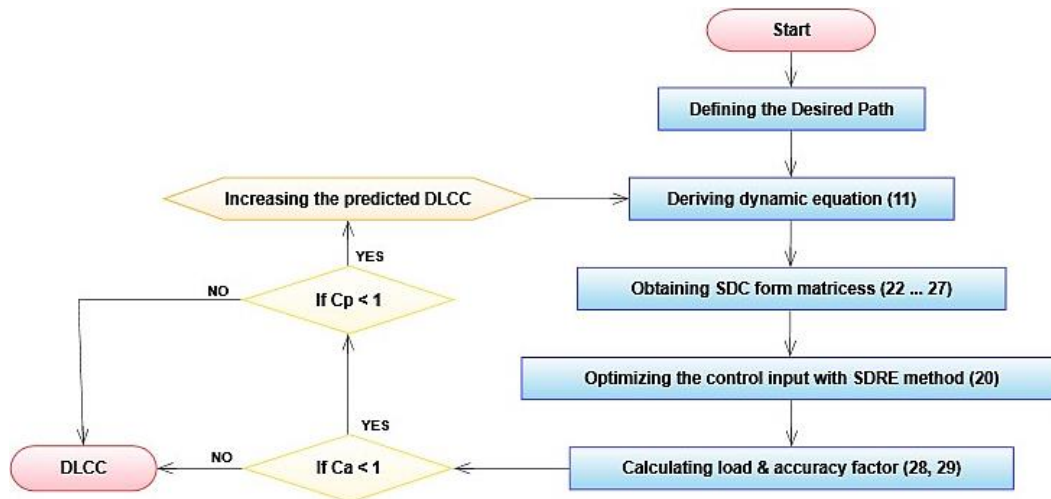 Start
Defining the Desired Path
Increasing the predicted DLCC
Deriving dynamic equation (11)
YES
NO
If Cp < 1
Obtaining SDC form matricess (22 ... 27)
Optimizing the control input with SDRE method (20)
YES
NO
DLCC
If Ca < 1
Calculating load & accuracy factor (28, 29)